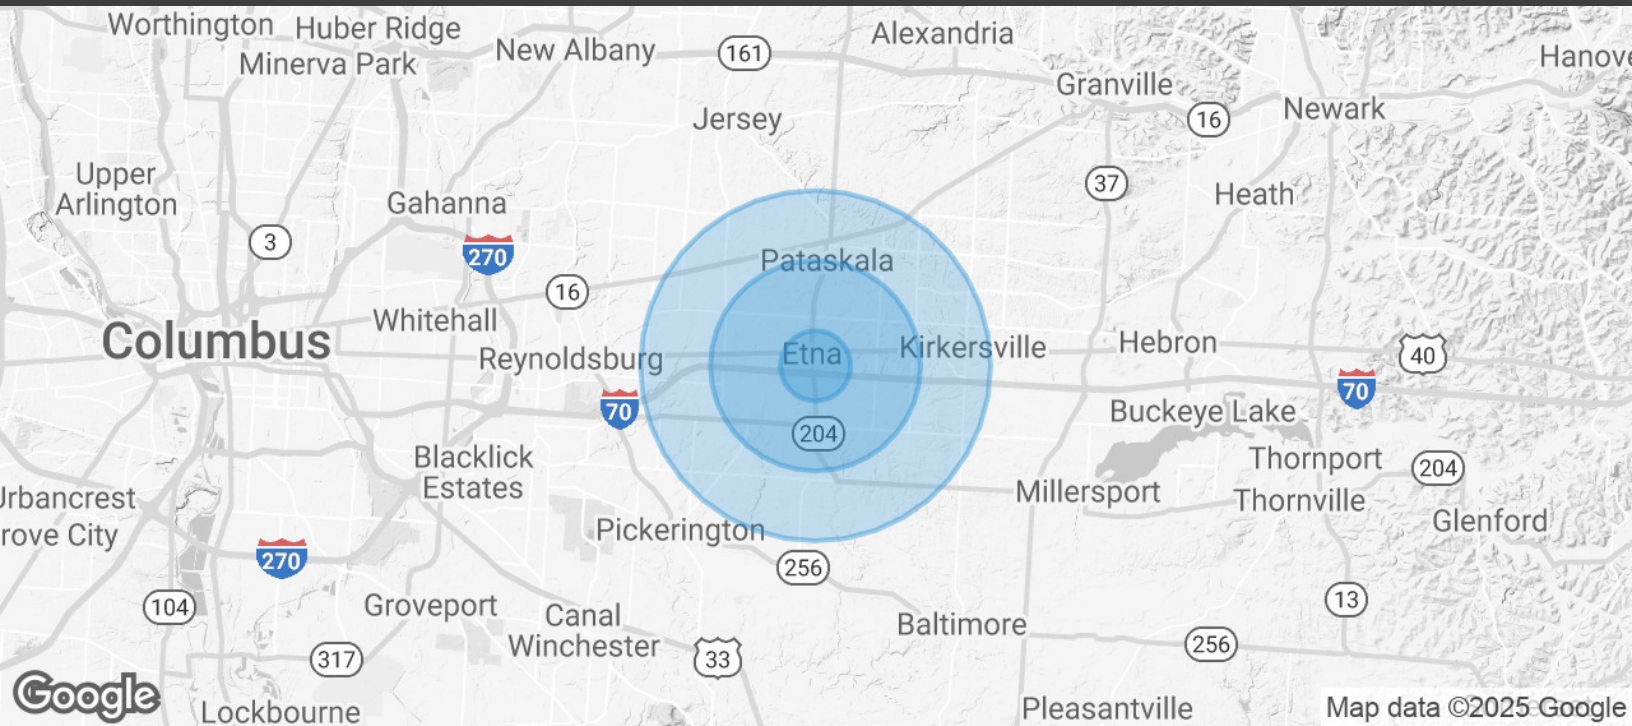 Worthington
Huber Ridge
Minerva Park
New Albany
161
Alexandria
Granville
Hanove
16
Newark
Jersey
Upper
Arlington
Gahanna
37
Heath
3
270
Pataskala
16
Whitehall
Columbus
Reynoldsburg
Etna
Kirkersville
Hebron
40
70
70
Buckeye Lake
204
Blacklick
Estates
Thornport
204
Millersport
Thornville
Urbancrest
rove City
Pickerington
Glenford
270
256
104
Groveport
Canal
Winchester
Baltimore
13
256
317
33
Google
Lockbourne
Pleasantville
Map data ©2025 Google